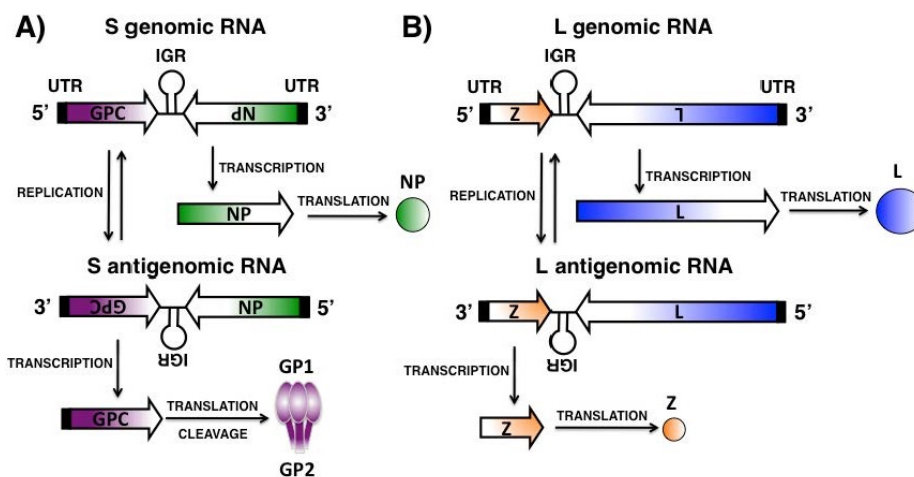 A)
S genomic RNA
IGR
UTR
UTR
5’
GPC
NP
3’
TRANSCRIPTION
REPLICATION
NP
TRANSLATION
NP
S antigenomic RNA
3’
GPC
NP
5’
IGR
TRANSCRIPTION
GPC
TRANSLATION
CLEAVAGE
GP1
GP2
B)
L genomic RNA
IGR
UTR
UTR
5’
Z
L
3’
TRANSCRIPTION
REPLICATION
L
TRANSLATION
L
L antigenomic RNA
3’
Z
L
5’
IGR
TRANSCRIPTION
Z
TRANSLATION
Z